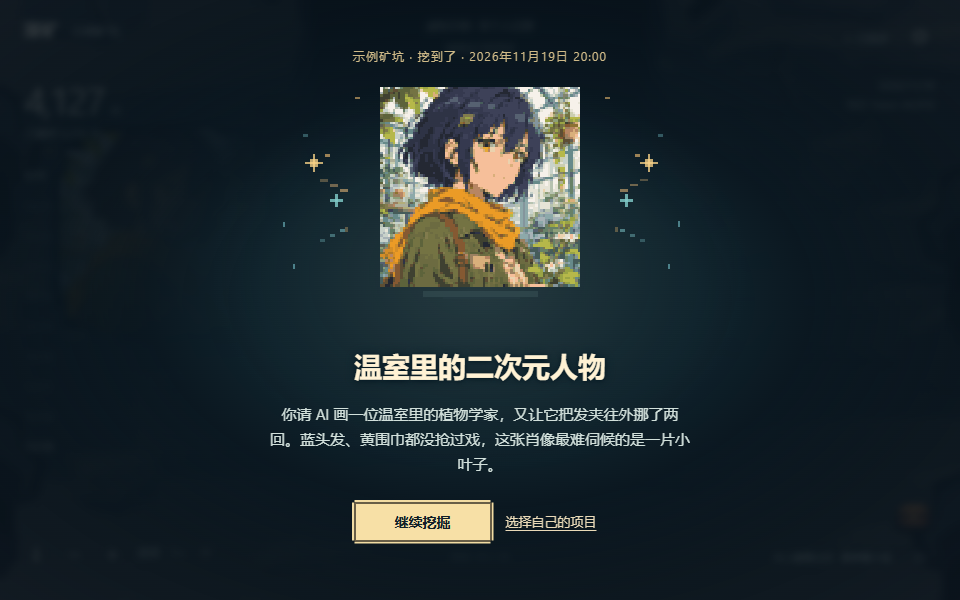 示例矿坑 · 挖到了 · 2026年11月19日 20:00
温室里的二次元人物
你请 AI 画一位温室里的植物学家，又让它把发夹往外挪了两
回。蓝头发、黄围巾都没抢过戏，这张肖像最难伺候的是一片小
叶子。
继续挖掘
选择自己的项目